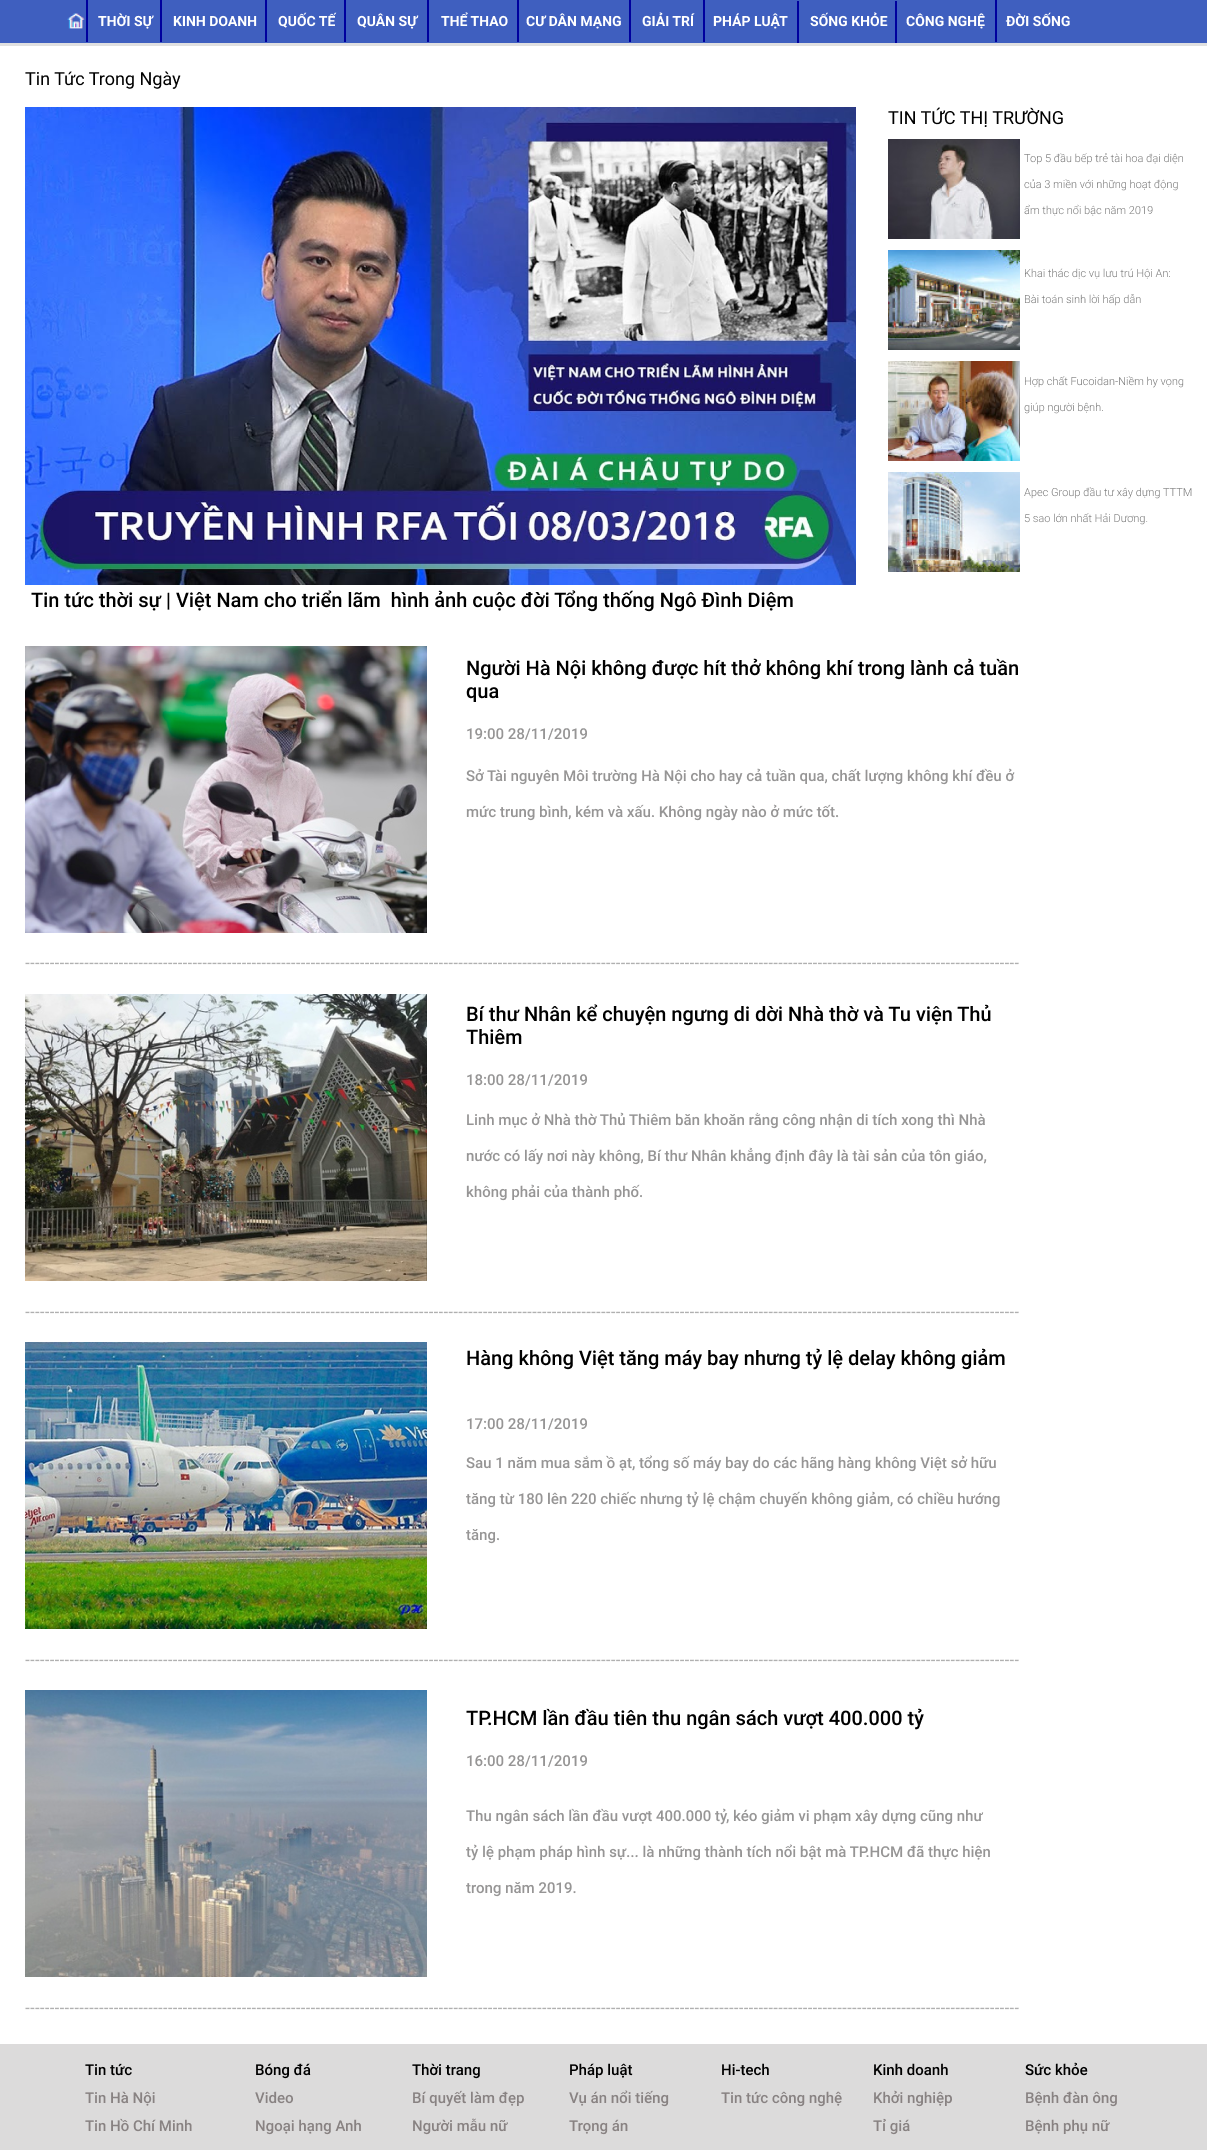 THỜI SỰ KINH DOANH QUỐC TẾ QUÂN SỰ THỂ THAO CƯ DÂN MẠNG GIẢI TRÍ PHÁP LUẬT SỐNG KHỎE CÔNG NGHỆ ĐỜI SỐNG
Tin Tức Trong Ngày
VIỆT NAM CHO TRIỂN LÃM HÌNH ẢNH
CUỐC ĐỜI TỔNG THỐNG NGÔ ĐÌNH DIỆM
ĐÀI Á CHÂU TỰ DO
TRUYỀN HÌNH RFA TỐI 08/03/2018
RFA
Tin tức thời sự | Việt Nam cho triển lãm  hình ảnh cuộc đời Tổng thống Ngô Đình Diệm
TIN TỨC THỊ TRƯỜNG
Top 5 đầu bếp trẻ tài hoa đại diện
của 3 miền với những hoạt động
ẩm thực nổi bậc năm 2019
Khai thác dịc vụ lưu trú Hội An:
Bài toán sinh lời hấp dẫn
Hợp chất Fucoidan-Niềm hy vọng
giúp người bệnh.
Apec Group đầu tư xây dựng TTTM
5 sao lớn nhất Hải Dương.
Người Hà Nội không được hít thở không khí trong lành cả tuần
qua
19:00 28/11/2019
Sở Tài nguyên Môi trường Hà Nội cho hay cả tuần qua, chất lượng không khí đều ở
mức trung bình, kém và xấu. Không ngày nào ở mức tốt.
Bí thư Nhân kể chuyện ngưng di dời Nhà thờ và Tu viện Thủ
Thiêm
18:00 28/11/2019
Linh mục ở Nhà thờ Thủ Thiêm băn khoăn rằng công nhận di tích xong thì Nhà
nước có lấy nơi này không, Bí thư Nhân khẳng định đây là tài sản của tôn giáo,
không phải của thành phố.
Hàng không Việt tăng máy bay nhưng tỷ lệ delay không giảm
17:00 28/11/2019
Sau 1 năm mua sắm ồ ạt, tổng số máy bay do các hãng hàng không Việt sở hữu
tăng từ 180 lên 220 chiếc nhưng tỷ lệ chậm chuyến không giảm, có chiều hướng
tăng.
TP.HCM lần đầu tiên thu ngân sách vượt 400.000 tỷ
16:00 28/11/2019
Thu ngân sách lần đầu vượt 400.000 tỷ, kéo giảm vi phạm xây dựng cũng như
tỷ lệ phạm pháp hình sự... là những thành tích nổi bật mà TP.HCM đã thực hiện
trong năm 2019.
Tin tức Bóng đá Thời trang Pháp luật Hi-tech Kinh doanh Sức khỏe
Tin Hà Nội Video Bí quyết làm đẹp Vụ án nổi tiếng Tin tức công nghệ Khởi nghiệp Bệnh đàn ông
Tin Hồ Chí Minh Ngoại hạng Anh Người mẫu nữ Trọng án Tỉ giá Bệnh phụ nữ